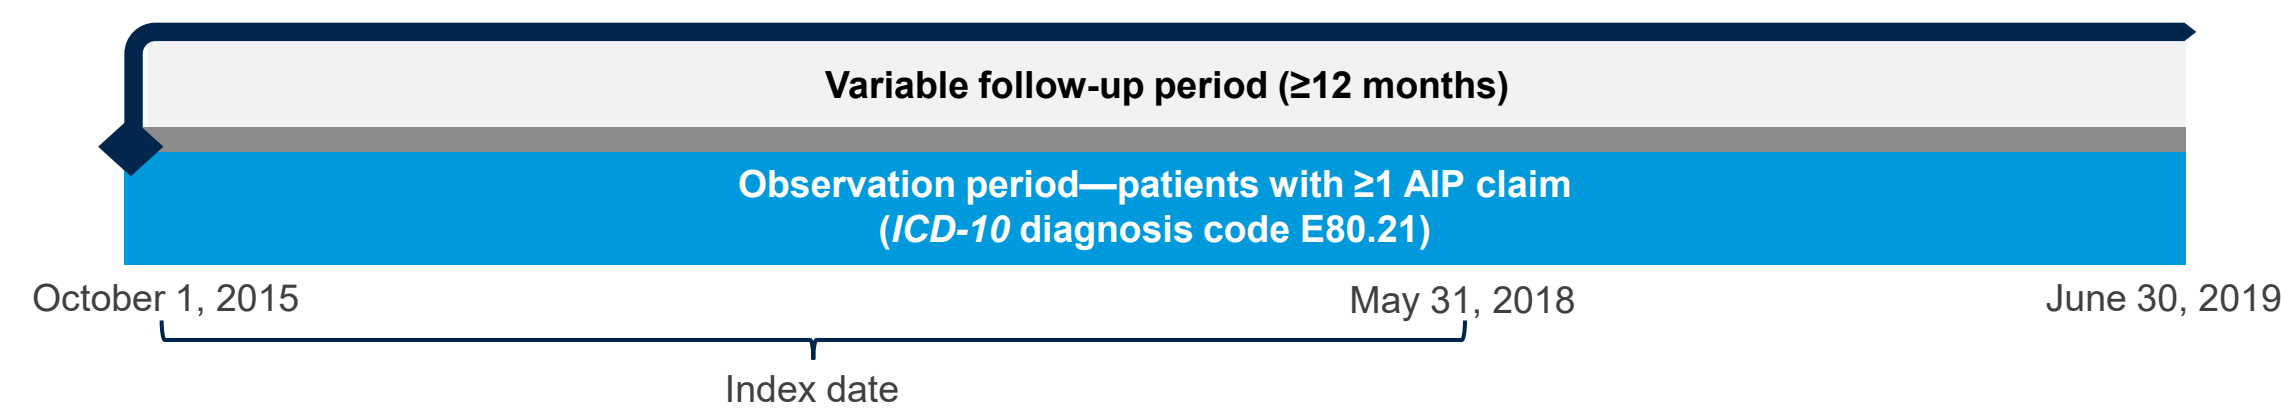 Variable follow-up period (≥12 months)
Observation period—patients with ≥1 AIP claim
(ICD-10 diagnosis code E80.21)
October 1, 2015
May 31, 2018
June 30, 2019
Index date